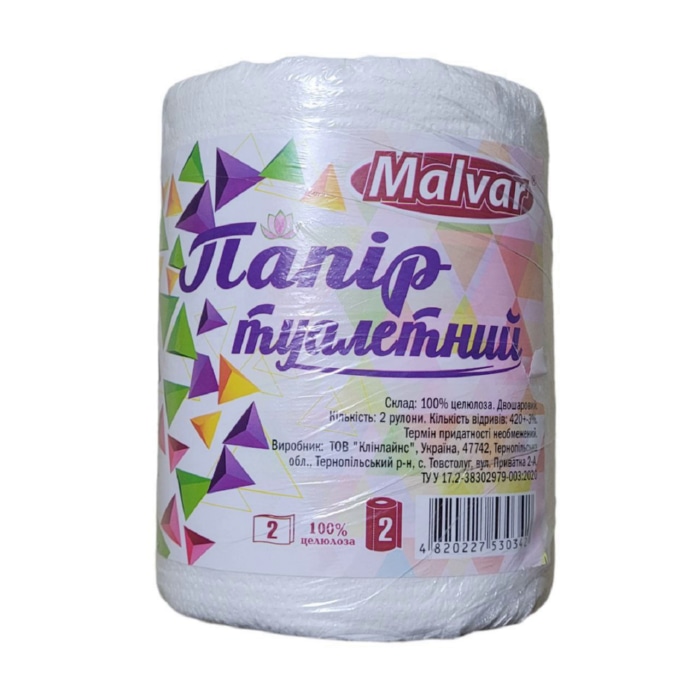 Malvar®
Папір
туалетний
Склад: 100% целюлоза. Двошаровий.
Кількість: 2 рулони. Кількість відривів: 420+-3%.
Термін придатності необмежений.
Виробник: ТОВ "Клінлайнс", Україна, 47742, Тернопільська
обл., Тернопільський р-н, с. Товстолуг, вул. Приватка 2-А
ТУ У 17.2-38302979-003:2020
2 100% 2
целюлоза
4 820227 53034